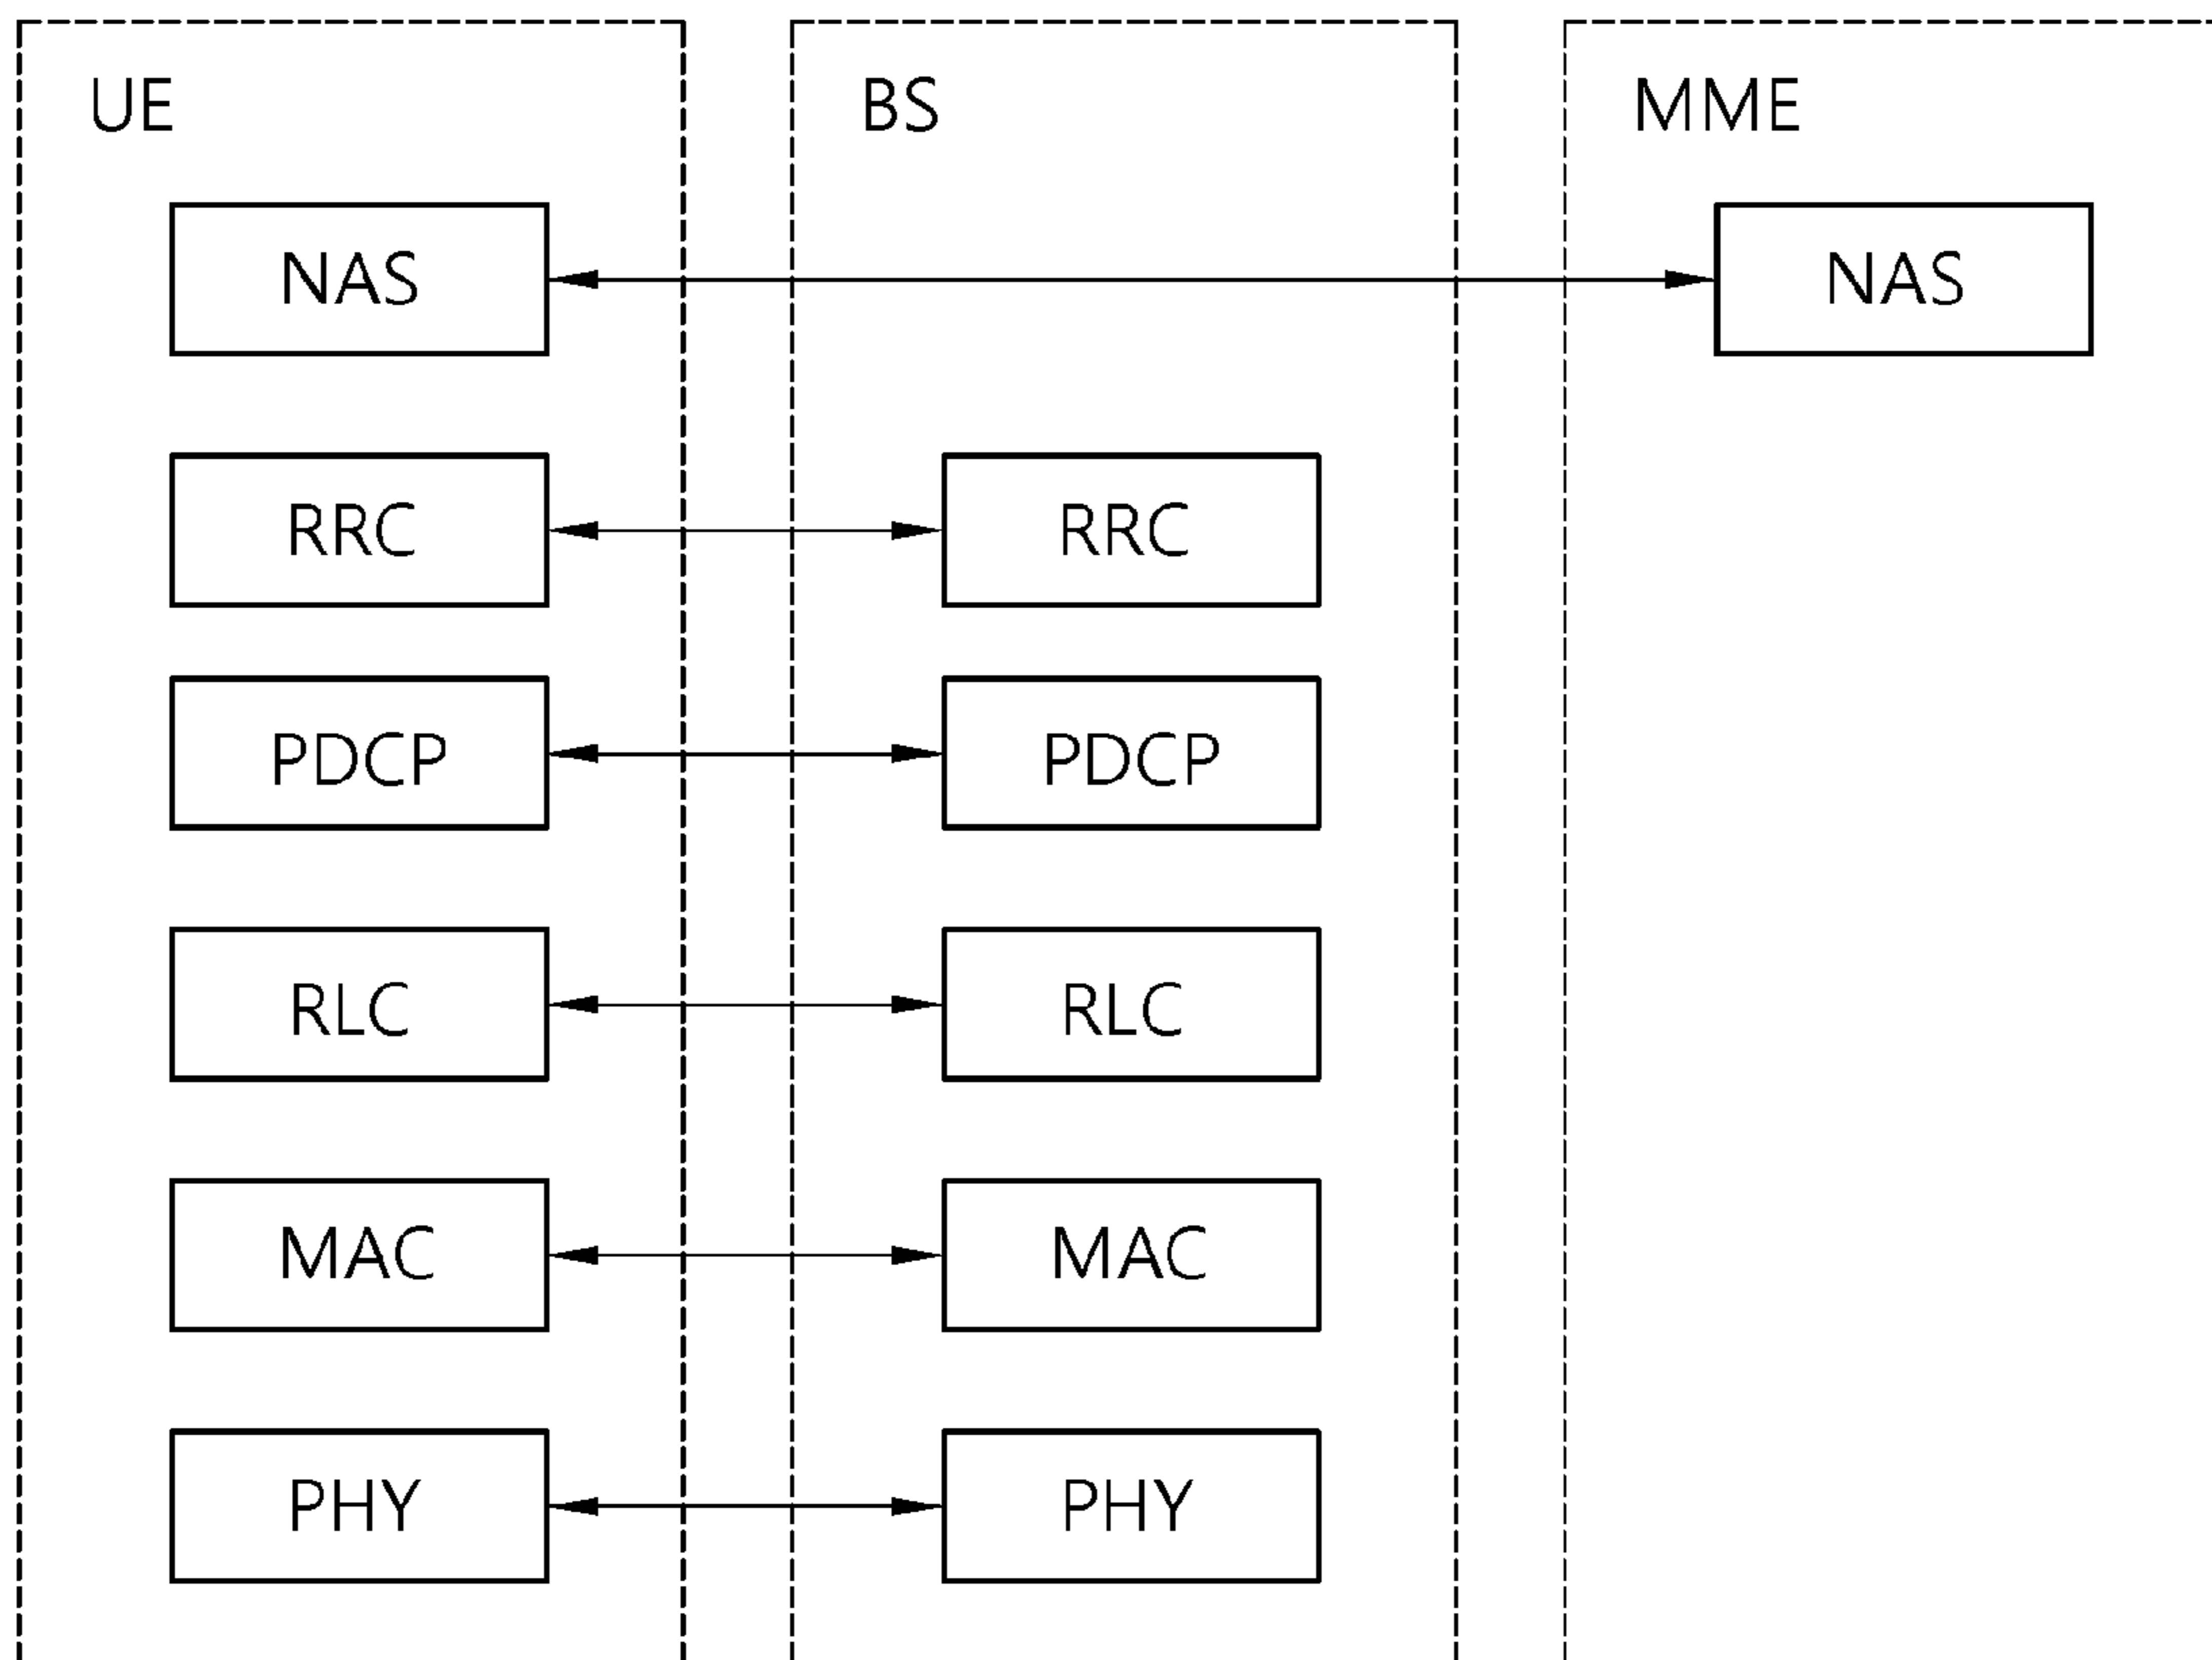 UE
BS
MME
NAS
NAS
RRC
RRC
PDCP
PDCP
RLC
RLC
MAC
MAC
PHY
PHY